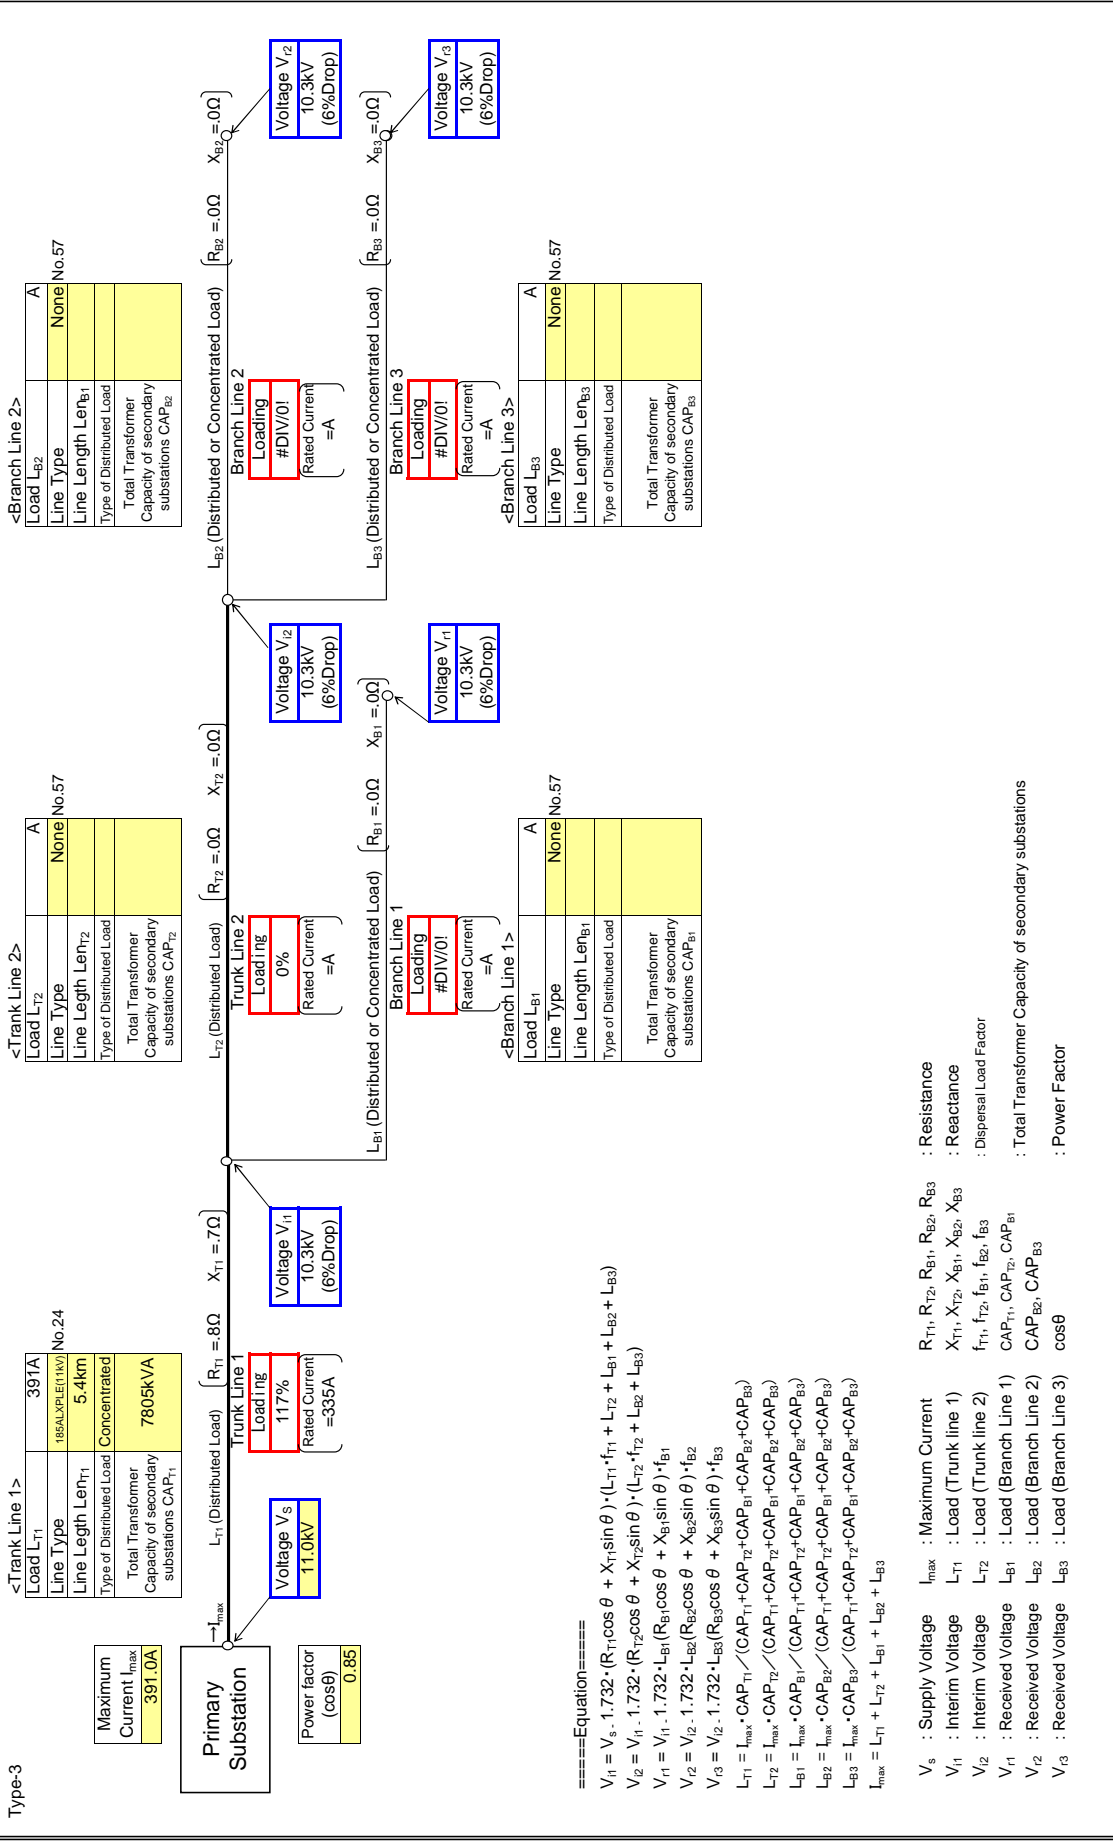 Type-3
Maximum
Current Imax
391.0A
Primary
Substation
Power factor
(cosθ)
0.85
→Imax
Voltage VS
11.0kV
<Trank Line 1>
Load LT1 391A
Line Type 185ALXPLE(11kV) No.24
Line Length LenT1 5.4km
Type of Distributed Load Concentrated
Total Transformer
Capacity of secondary
substations CAPT1
7805kVA
LT1 (Distributed Load)
RT1 =.8Ω XT1 =.7Ω
Trunk Line 1
Loading
117%
Rated Current
=335A
Voltage Vi1
10.3kV
(6%Drop)
<Trank Line 2>
Load LT2 A
Line Type None No.57
Line Legth LenT2
Type of Distributed Load
Total Transformer
Capacity of secondary
substations CAPT2
LT2 (Distributed Load)
RT2 =.0Ω XT2 =.0Ω
Trunk Line 2
Loading
0%
Rated Current
=A
Voltage Vi2
10.3kV
(6%Drop)
LB1 (Distributed or Concentrated Load)
RB1 =.0Ω XB1 =.0Ω
Branch Line 1
Loading
#DIV/0!
Rated Current
=A
Voltage Vr1
10.3kV
(6%Drop)
<Branch Line 1>
Load LB1 A
Line Type None No.57
Line Length LenB1
Type of Distributed Load
Total Transformer
Capacity of secondary
substations CAPB1
<Branch Line 2>
Load LB2 A
Line Type None No.57
Line Length LenB1
Type of Distributed Load
Total Transformer
Capacity of secondary
substations CAPB2
LB2 (Distributed or Concentrated Load)
RB2 =.0Ω XB2 =.0Ω
Branch Line 2
Loading
#DIV/0!
Rated Current
=A
Voltage Vr2
10.3kV
(6%Drop)
LB3 (Distributed or Concentrated Load)
RB3 =.0Ω XB3 =.0Ω
Branch Line 3
Loading
#DIV/0!
Rated Current
=A
Voltage Vr3
10.3kV
(6%Drop)
<Branch Line 3>
Load LB3 A
Line Type None No.57
Line Length LenB3
Type of Distributed Load
Total Transformer
Capacity of secondary
substations CAPB3
=====Equation=====
Vi1 = Vs - 1.732・(RT1cosθ + XT1sinθ)・(LT1・fT1 + LT2 + LB1 + LB2 + LB3)
Vi2 = Vi1 - 1.732・(RT2cosθ + XT2sinθ)・(LT2・fT2 + LB2 + LB3)
Vr1 = Vi1 - 1.732・LB1(RB1cosθ + XB1sinθ)・fB1
Vr2 = Vi2 - 1.732・LB2(RB2cosθ + XB2sinθ)・fB2
Vr3 = Vi2 - 1.732・LB3(RB3cosθ + XB3sinθ)・fB3
LT1 = Imax・CAPT1／(CAPT1+CAPT2+CAPB1+CAPB2+CAPB3)
LT2 = Imax・CAPT2／(CAPT1+CAPT2+CAPB1+CAPB2+CAPB3)
LB1 = Imax・CAPB1／(CAPT1+CAPT2+CAPB1+CAPB2+CAPB3)
LB2 = Imax・CAPB2／(CAPT1+CAPT2+CAPB1+CAPB2+CAPB3)
LB3 = Imax・CAPB3／(CAPT1+CAPT2+CAPB1+CAPB2+CAPB3)
Imax = LT1 + LT2 + LB1 + LB2 + LB3
Vs : Supply Voltage Imax : Maximum Current RT1, RT2, RB1, RB2, RB3 : Resistance
Vi1 : Interim Voltage LT1 : Load (Trunk line 1) XT1, XT2, XB1, XB2, XB3 : Reactance
Vi2 : Interim Voltage LT2 : Load (Trunk line 2) fT1, fT2, fB1, fB2, fB3 : Dispersal Load Factor
Vr1 : Received Voltage LB1 : Load (Branch Line 1) CAPT1, CAPT2, CAPB1 : Total Transformer Capacity of secondary substations
Vr2 : Received Voltage LB2 : Load (Branch Line 2) CAPB2, CAPB3
Vr3 : Received Voltage LB3 : Load (Branch Line 3) cosθ : Power Factor